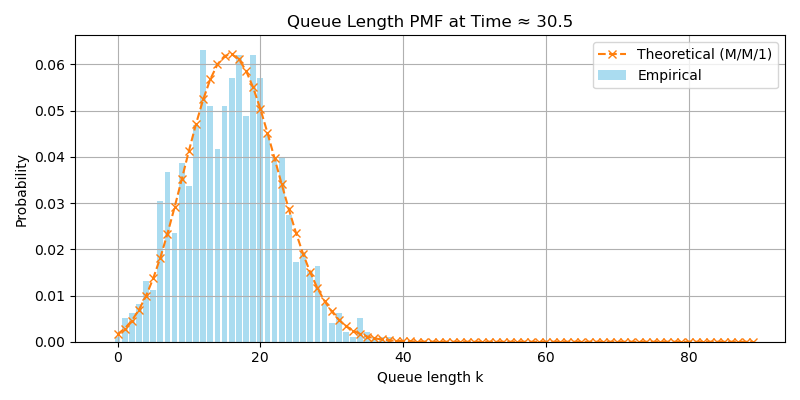 Queue Length PMF at Time ≈ 30.5
Theoretical (M/M/1)
Empirical
Probability
0.06
0.05
0.04
0.03
0.02
0.01
0.00
0 20 40 60 80
Queue length k